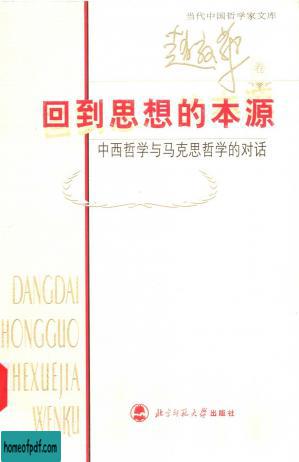 当代中国哲学家文库
赵敦华
卷
回到思想的本源
中西哲学与马克思哲学的对话
DANGDAI
HONGGUO
HEXUEJIA
WENKU
北京师范大学出版社
homeofpdf.com